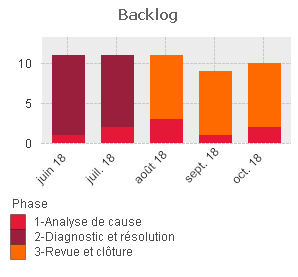 Backlog
10
5
0
juin 18
juil. 18
août 18
sept. 18
oct. 18
Phase
1-Analyse de cause
2-Diagnostic et résolution
3-Revue et clôture